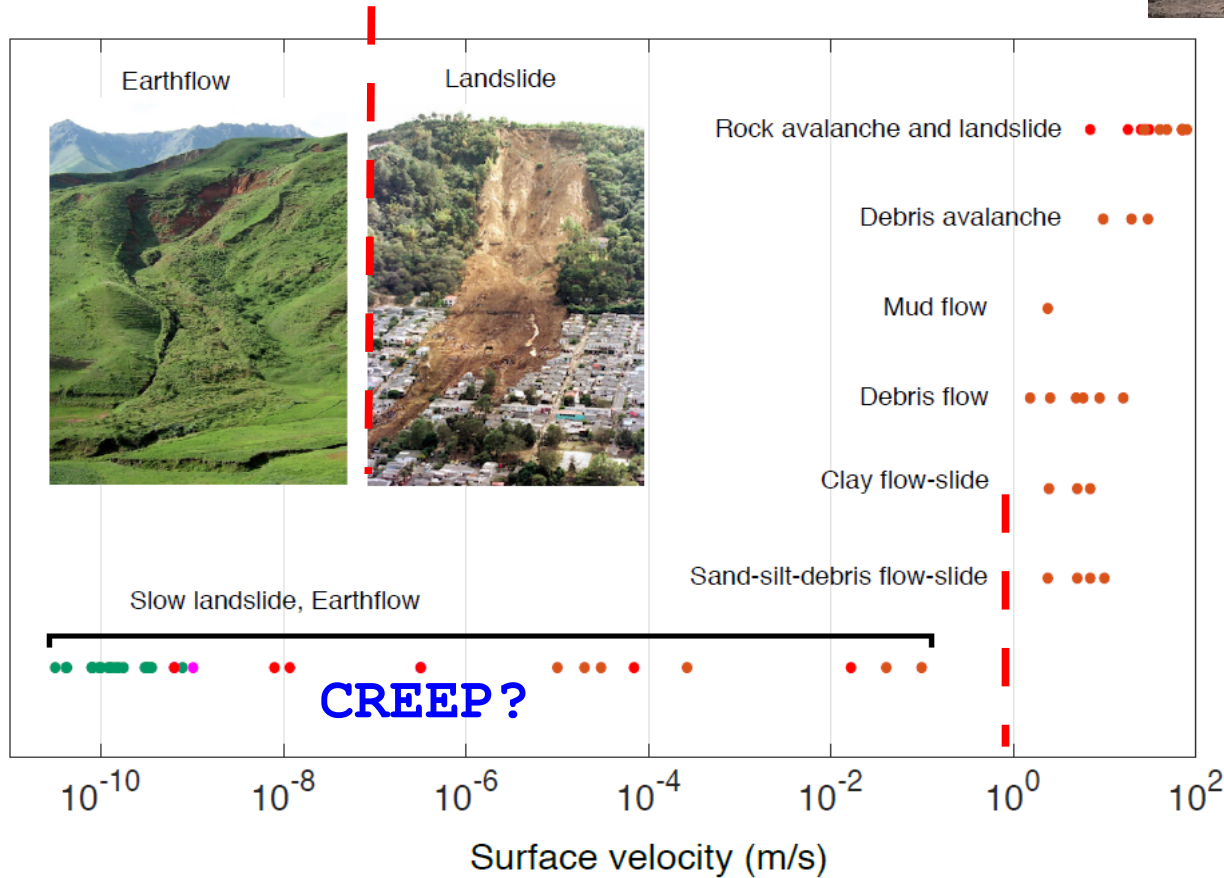 Earthflow
Landslide
Rock avalanche and landslide
Debris avalanche
Mud flow
Debris flow
Clay flow-slide
Sand-silt-debris flow-slide
Slow landslide, Earthflow
CREEP?
10^-10 10^-8 10^-6 10^-4 10^-2 10^0 10^2
Surface velocity (m/s)